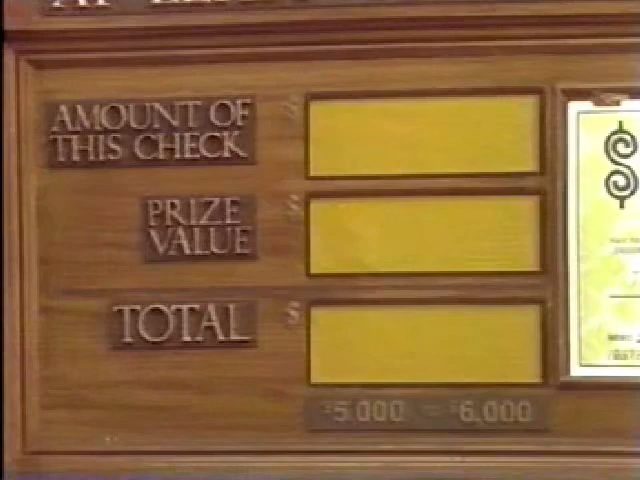 AMOUNT OF
THIS CHECK
PRIZE
VALUE
TOTAL $
$5,000 — $6,000